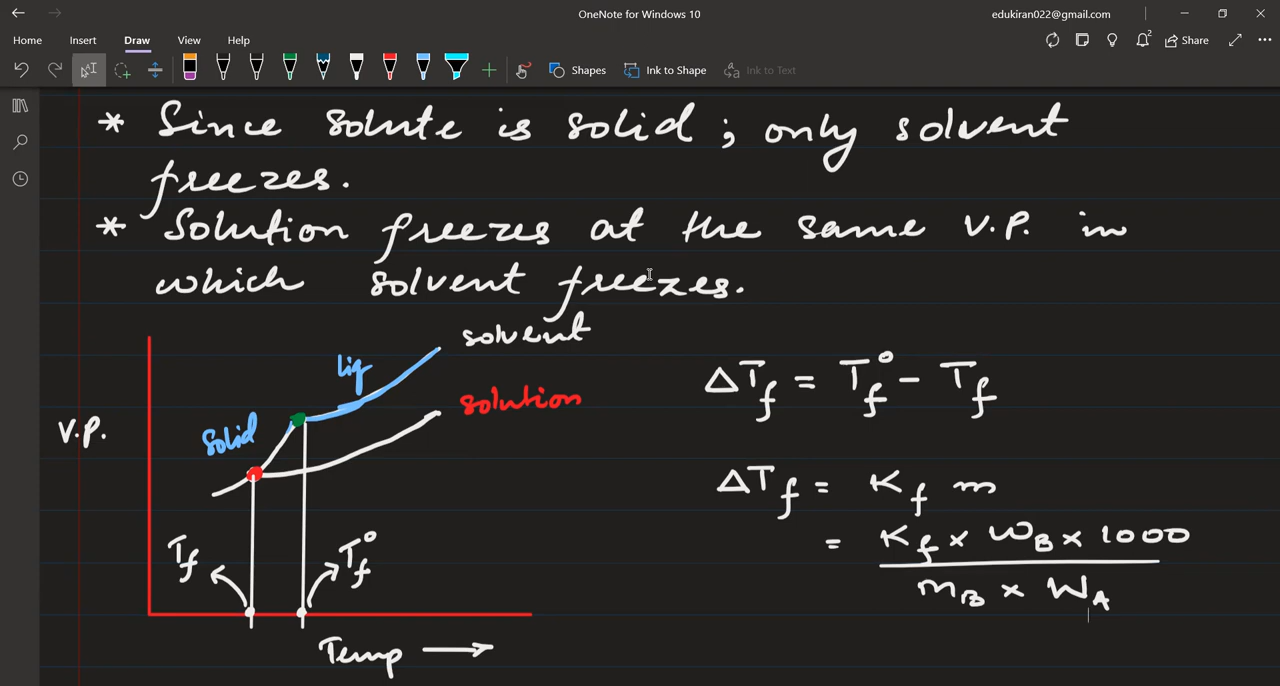 OneNote for Windows 10
edukiran022@gmail.com
Home Insert Draw View Help
Share
Shapes Ink to Shape Ink to Text
* Since solute is solid ; only solvent
freezes.
* Solution freezes at the same V.P. in
which solvent freezes.
solvent
liq
solution
solid
V.P.
Tf
Tf°
Temp →
ΔTf = Tf° - Tf
ΔTf = Kf m
= Kf × WB × 1000
mB × WA